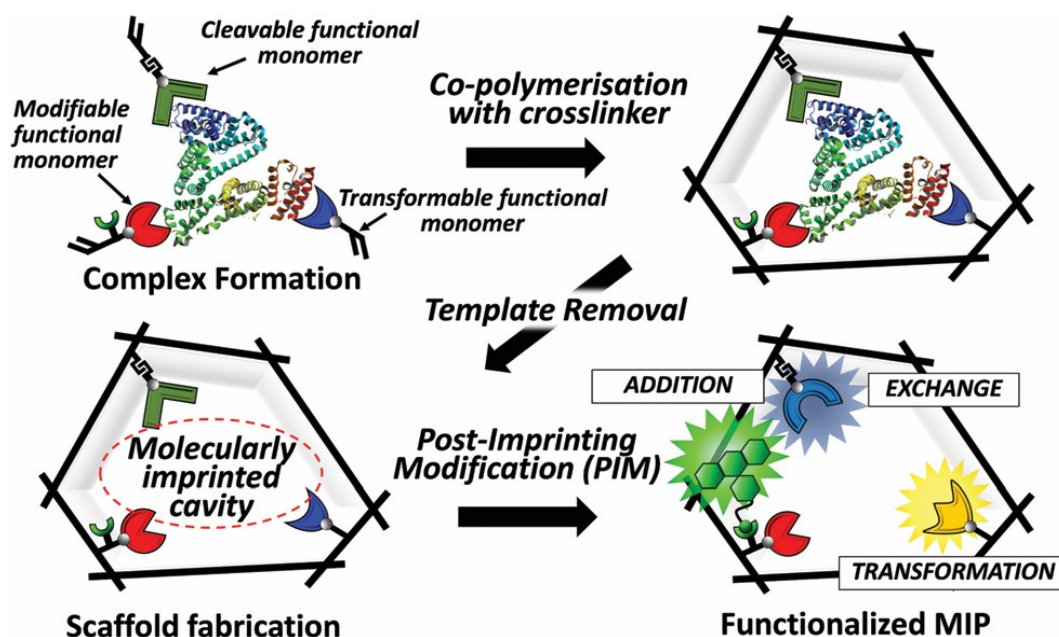 Cleavable functional
monomer
Modifiable
functional
monomer
Co-polymerisation
with crosslinker
Transformable functional
monomer
Complex Formation
Template Removal
ADDITION
EXCHANGE
Molecularly
imprinted
cavity
Post-Imprinting
Modification (PIM)
TRANSFORMATION
Scaffold fabrication
Functionalized MIP